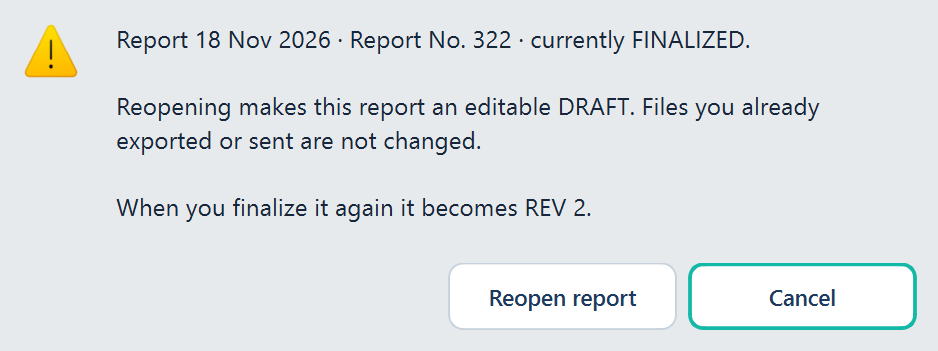 Report 18 Nov 2026 · Report No. 322 · currently FINALIZED.
Reopening makes this report an editable DRAFT. Files you already
exported or sent are not changed.
When you finalize it again it becomes REV 2.
Reopen report
Cancel